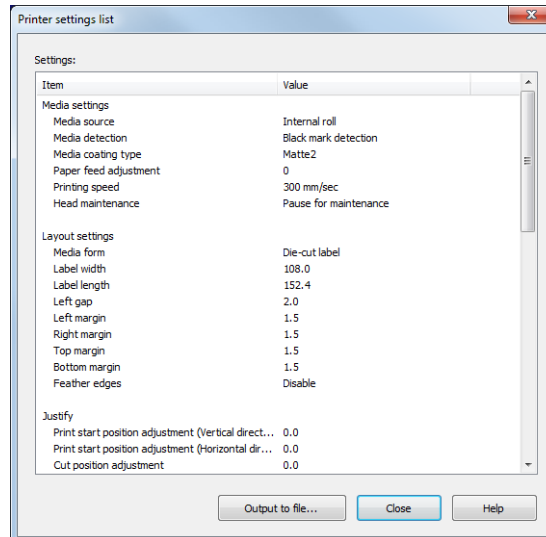 Printer settings list
Settings:
Item Value
Media settings
Media source Internal roll
Media detection Black mark detection
Media coating type Matte2
Paper feed adjustment 0
Printing speed 300 mm/sec
Head maintenance Pause for maintenance
Layout settings
Media form Die-cut label
Label width 108.0
Label length 152.4
Left gap 2.0
Left margin 1.5
Right margin 1.5
Top margin 1.5
Bottom margin 1.5
Feather edges Disable
Justify
Print start position adjustment (Vertical direct... 0.0
Print start position adjustment (Horizontal dir... 0.0
Cut position adjustment 0.0
Output to file... Close Help